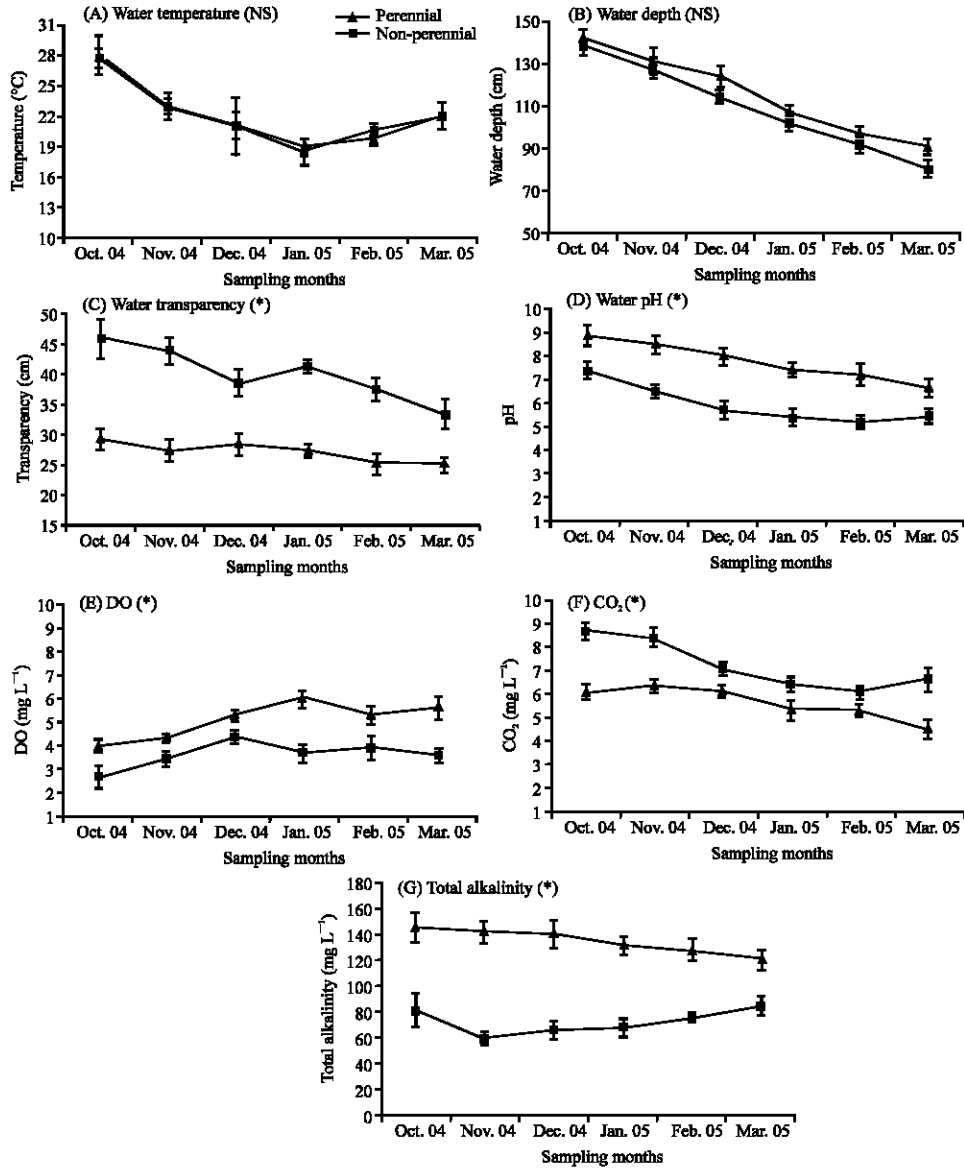 (A) Water temperature (NS)
Perennial
Non-perennial
31
28
25
22
19
16
13
10
Temperature (°C)
Oct. 04 Nov. 04 Dec. 04 Jan. 05 Feb. 05 Mar. 05
Sampling months
(B) Water depth (NS)
150
130
110
90
70
50
Water depth (cm)
Oct. 04 Nov. 04 Dec. 04 Jan. 05 Feb. 05 Mar. 05
Sampling months
(C) Water transparency (*)
50
45
40
35
30
25
20
15
Transparency (cm)
Oct. 04 Nov. 04 Dec. 04 Jan. 05 Feb. 05 Mar. 05
Sampling months
(D) Water pH (*)
10
9
8
7
6
5
4
3
2
1
pH
Oct. 04 Nov. 04 Dec. 04 Jan. 05 Feb. 05 Mar. 05
Sampling months
(E) DO (*)
10
9
8
7
6
5
4
3
2
1
DO (mg L⁻¹)
Oct. 04 Nov. 04 Dec. 04 Jan. 05 Feb. 05 Mar. 05
Sampling months
(F) CO₂ (*)
10
9
8
7
6
5
4
3
2
1
CO₂ (mg L⁻¹)
Oct. 04 Nov. 04 Dec. 04 Jan. 05 Feb. 05 Mar. 05
Sampling months
(G) Total alkalinity (*)
180
160
140
120
100
80
60
40
20
0
Total alkalinity (mg L⁻¹)
Oct. 04 Nov. 04 Dec. 04 Jan. 05 Feb. 05 Mar. 05
Sampling months